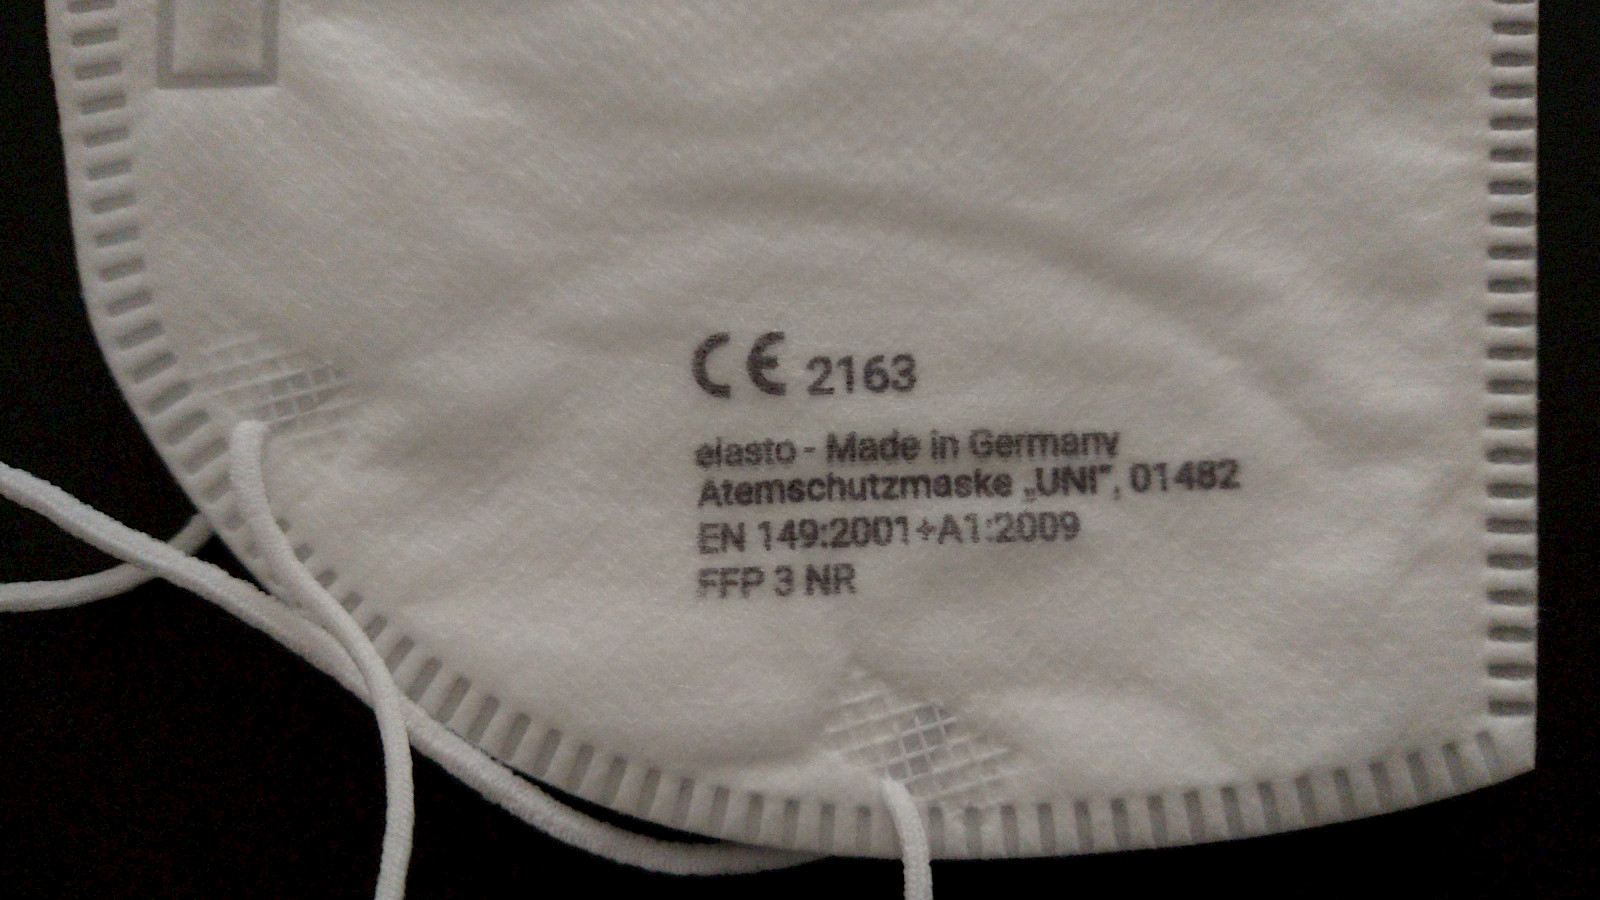 CE 2163
elasto - Made in Germany
Atemschutzmaske „UNI”, 01482
EN 149:2001+A1:2009
FFP 3 NR